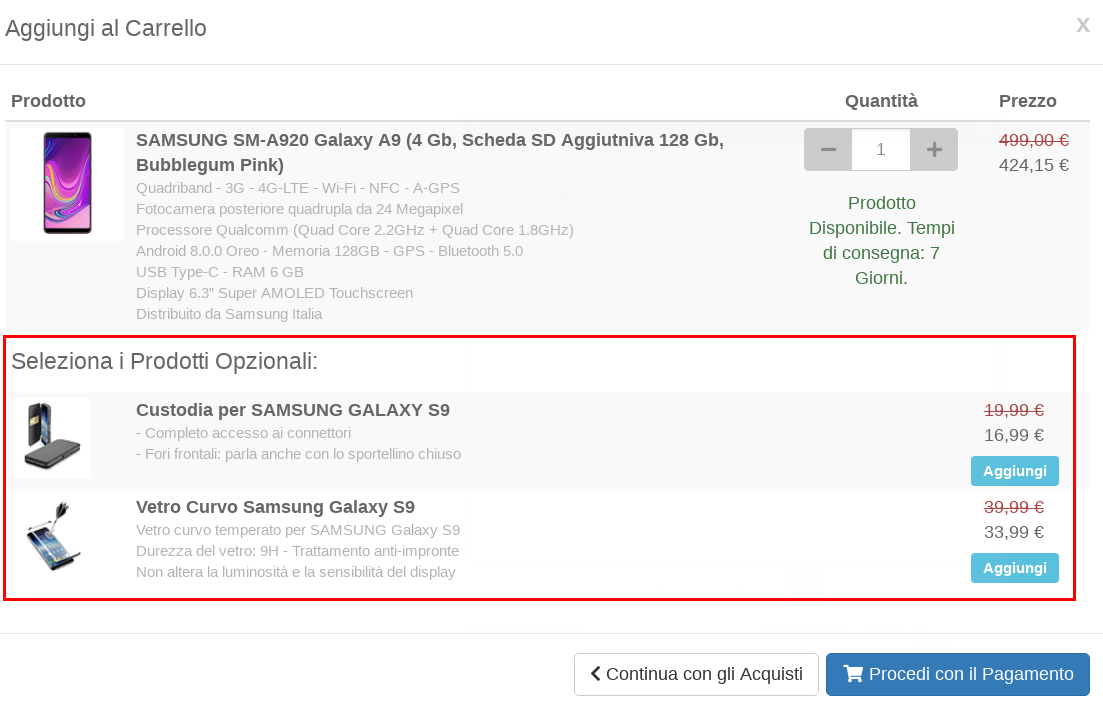 Aggiungi al Carrello
x
Prodotto Quantità Prezzo
SAMSUNG SM-A920 Galaxy A9 (4 Gb, Scheda SD Aggiutniva 128 Gb,
Bubblegum Pink)
Quadriband - 3G - 4G-LTE - Wi-Fi - NFC - A-GPS
Fotocamera posteriore quadrupla da 24 Megapixel
Processore Qualcomm (Quad Core 2.2GHz + Quad Core 1.8GHz)
Android 8.0.0 Oreo - Memoria 128GB - GPS - Bluetooth 5.0
USB Type-C - RAM 6 GB
Display 6.3” Super AMOLED Touchscreen
Distribuito da Samsung Italia
1
Prodotto
Disponibile. Tempi
di consegna: 7
Giorni.
499,00 €
424,15 €
Seleziona i Prodotti Opzionali:
Custodia per SAMSUNG GALAXY S9
- Completo accesso ai connettori
- Fori frontali: parla anche con lo sportellino chiuso
19,99 €
16,99 €
Aggiungi
Vetro Curvo Samsung Galaxy S9
Vetro curvo temperato per SAMSUNG Galaxy S9
Durezza del vetro: 9H - Trattamento anti-impronte
Non altera la luminosità e la sensibilità del display
39,99 €
33,99 €
Aggiungi
Continua con gli Acquisti
Procedi con il Pagamento